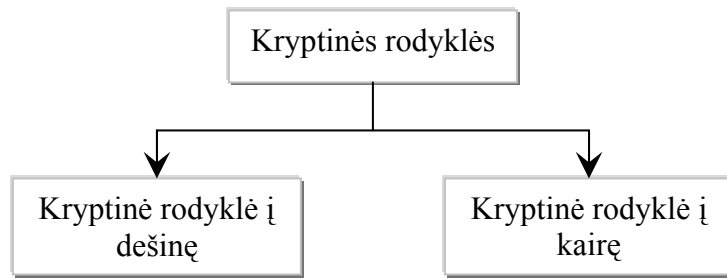 Kryptinės rodyklės
Kryptinė rodyklė į
dešinę
Kryptinė rodyklė į
kairę